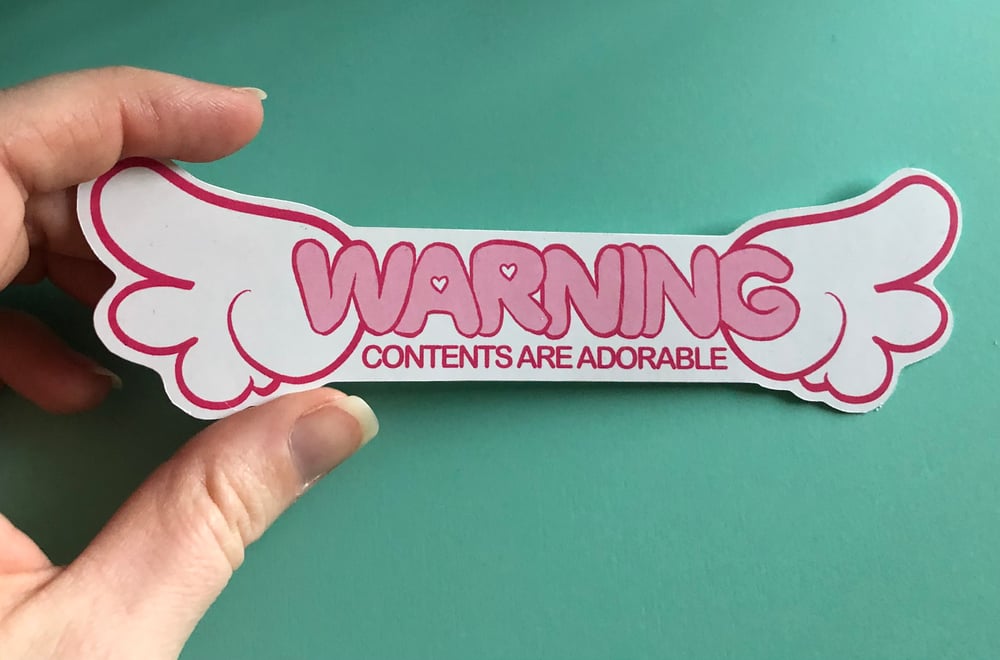 WARNING
CONTENTS ARE ADORABLE